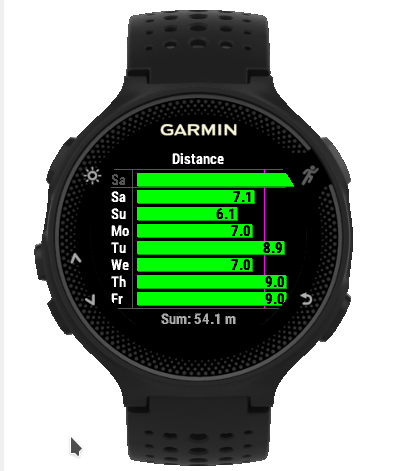 GARMIN
Distance
Sa
Sa 7.1
Su 6.1
Mo 7.0
Tu 8.9
We 7.0
Th 9.0
Fr 9.0
Sum: 54.1 m